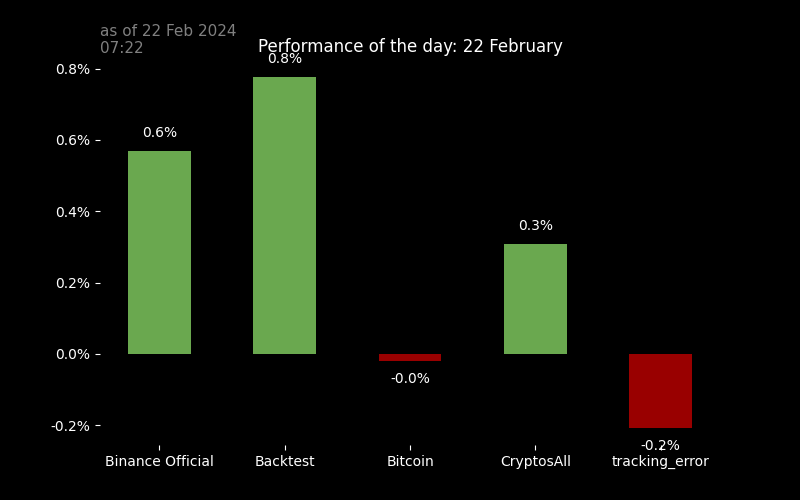 as of 22 Feb 2024
07:22
Performance of the day: 22 February
0.8%
0.8%
0.6%
0.6%
0.4%
0.3%
0.2%
0.0%
-0.0%
-0.2%
-0.2%
Binance Official
Backtest
Bitcoin
CryptosAll
tracking_error